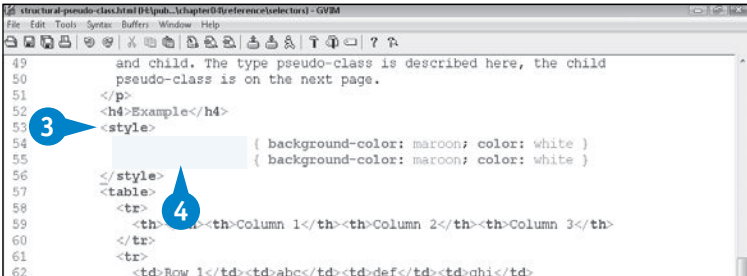 structural-pseudo-class.html (H:\pub...\chapter04\reference\selectors) - GVIM
File Edit Tools Syntax Buffers Window Help
49 and child. The type pseudo-class is described here, the child
50 pseudo-class is on the next page.
51 </p>
52 <h4>Example</h4>
3
53 <style>
54 { background-color: maroon; color: white }
55 { background-color: maroon; color: white }
56 </style>
4
57 <table>
58 <tr>
59 <th> <th>Column 1</th><th>Column 2</th><th>Column 3</th>
60 </tr>
61 <tr>
62 <td>Row 1</td><td>abc</td><td>def</td><td>ghi</td>